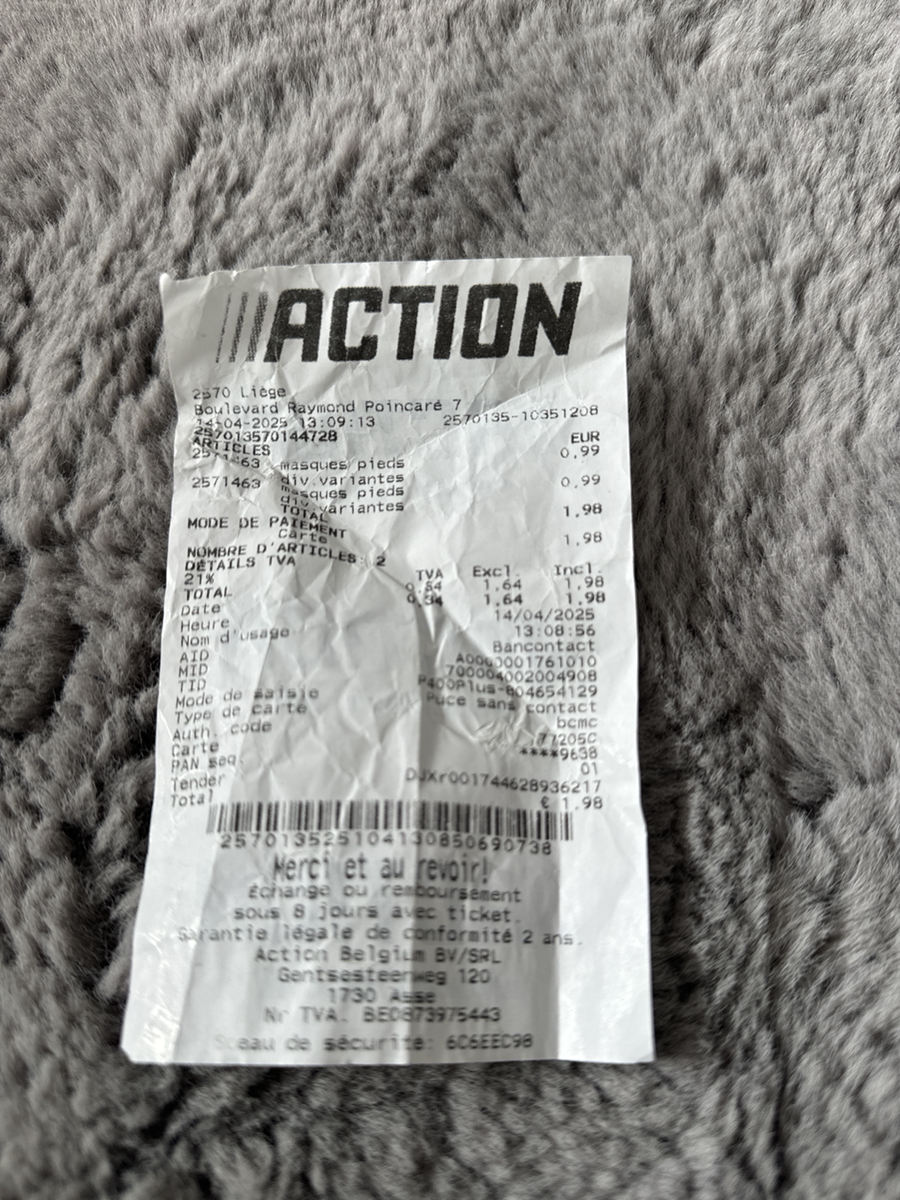 ACTION
2570 Liège
Boulevard Raymond Poincaré 7
14-04-2025 13:09:13 2570135-10351208
257013570144728
ARTICLES EUR
2571463 masques pieds 0,99
div.variantes
2571463 masques pieds 0,99
div.variantes
TOTAL 1,98
MODE DE PAIEMENT
Carte 1,98
NOMBRE D'ARTICLES: 2
DÉTAILS TVA TVA Excl. Incl.
21% 0,34 1,64 1,98
TOTAL 0,34 1,64 1,98
Date 14/04/2025
Heure 13:08:56
Nom d'usage Bancontact
AID A0000001761010
MID 700004002004908
TID P400Plus-804654129
Mode de saisie Puce sans contact
Type de carte bcmc
Auth. code 77205C
Carte ****9638
PAN seq. 01
Tender DJXr001744628936217
Total € 1,98
257013525104130850690738
Merci et au revoir!
Échange ou remboursement
sous 8 jours avec ticket.
Garantie légale de conformité 2 ans.
Action Belgium BV/SRL
Gentsesteenweg 120
1730 Asse
Nr TVA. BE0873975443
Sceau de sécurité: 6C6EEC98